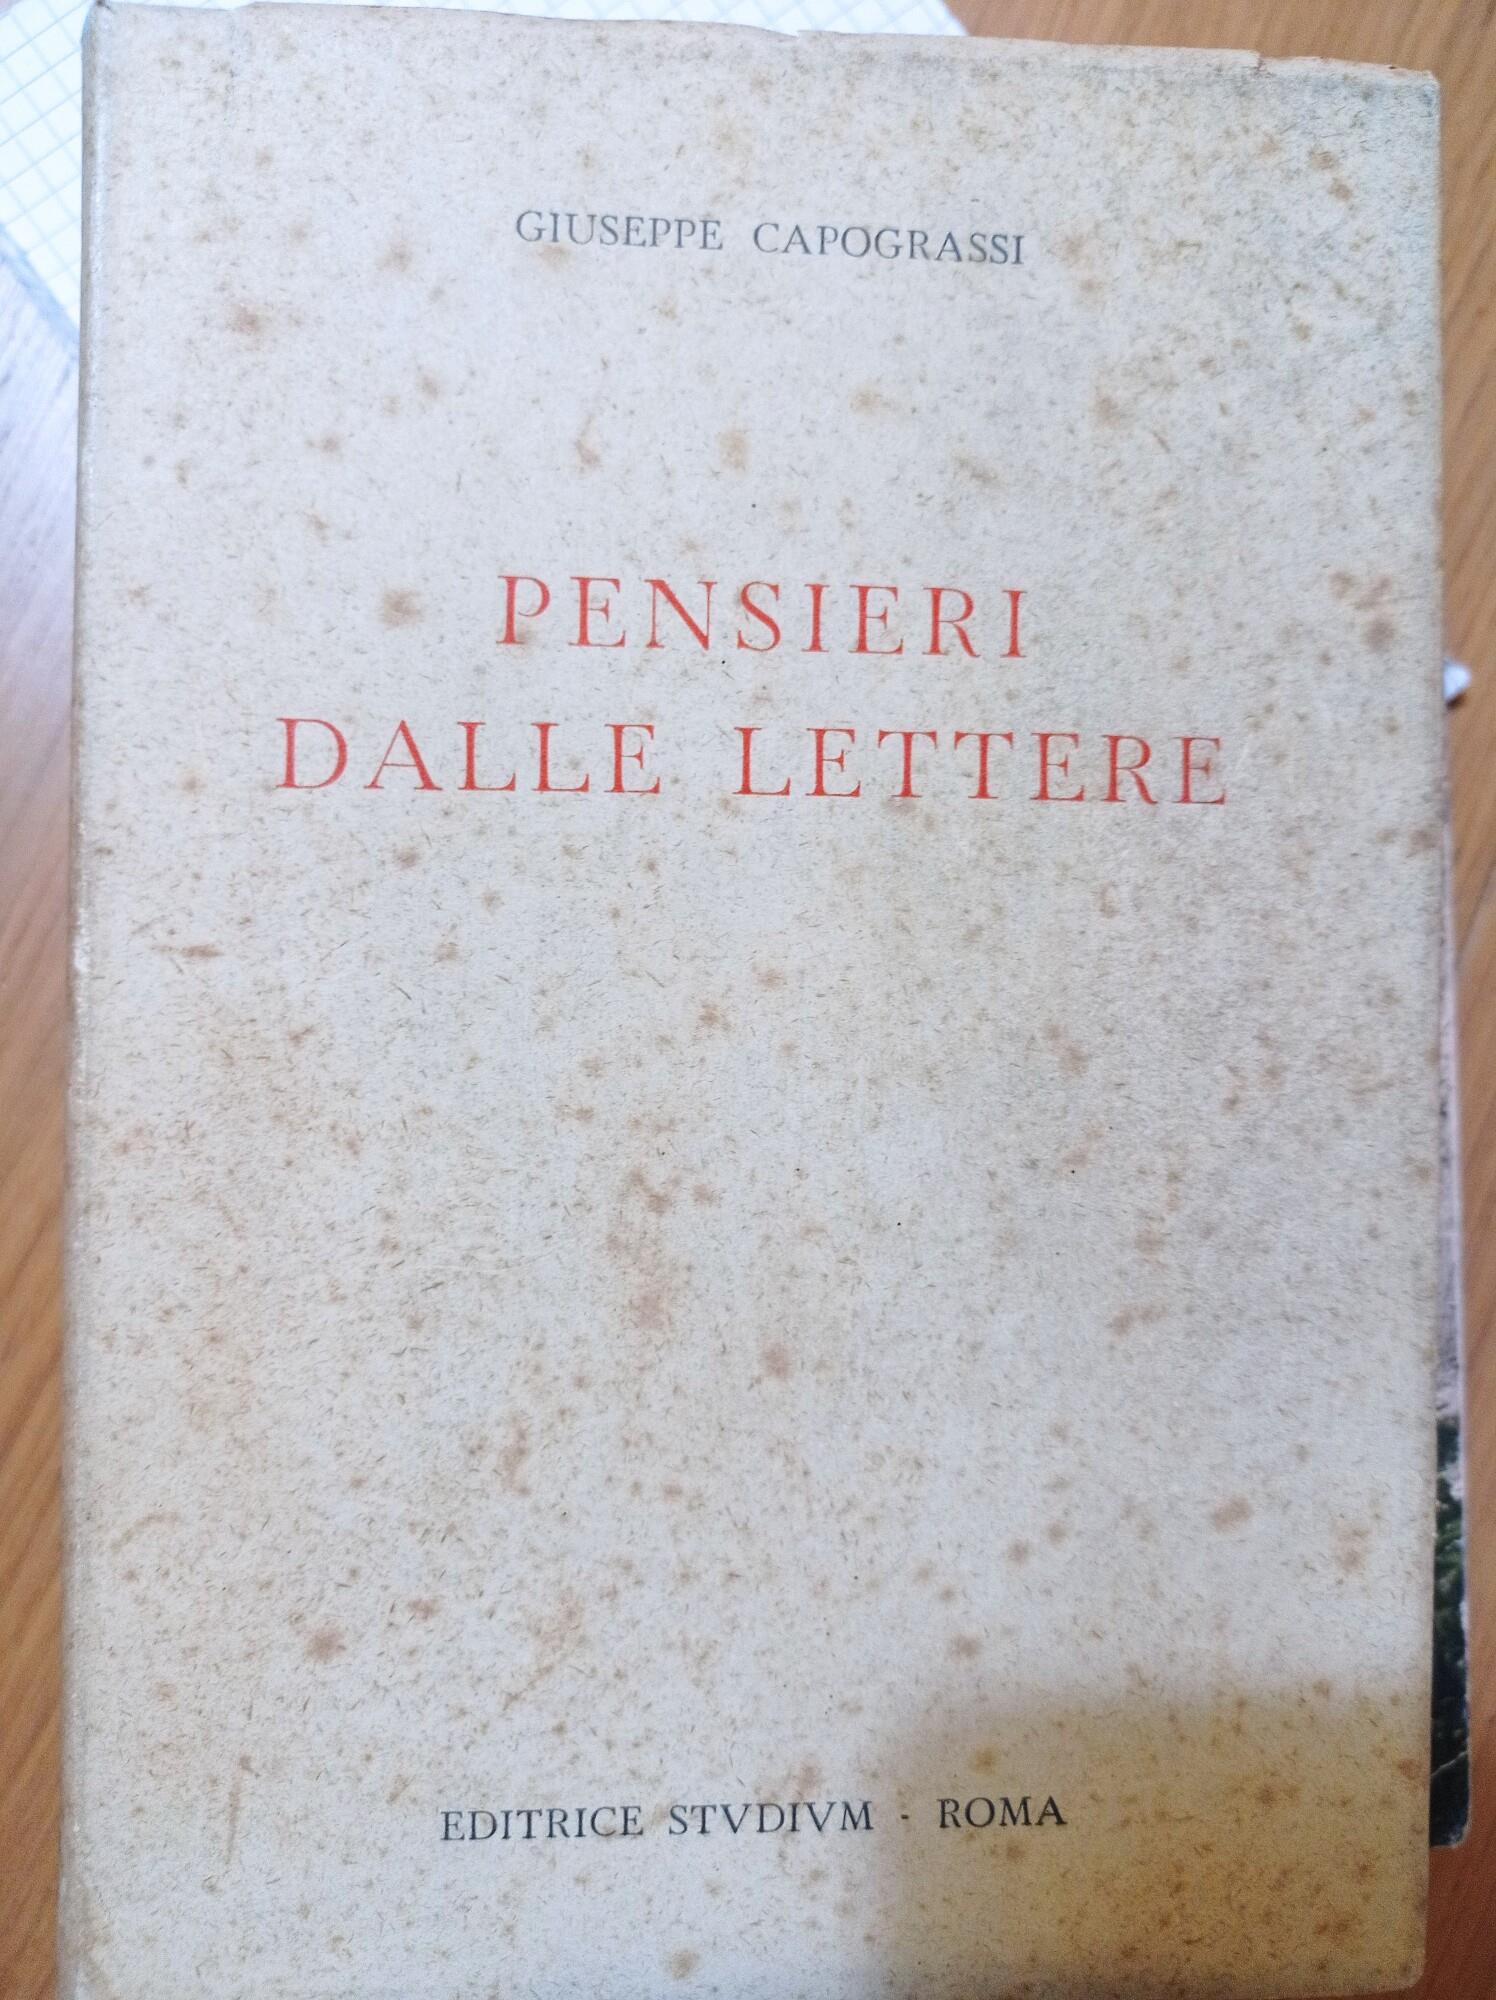 GIUSEPPE CAPOGRASSI
PENSIERI
DALLE LETTERE
EDITRICE STVDIVM - ROMA